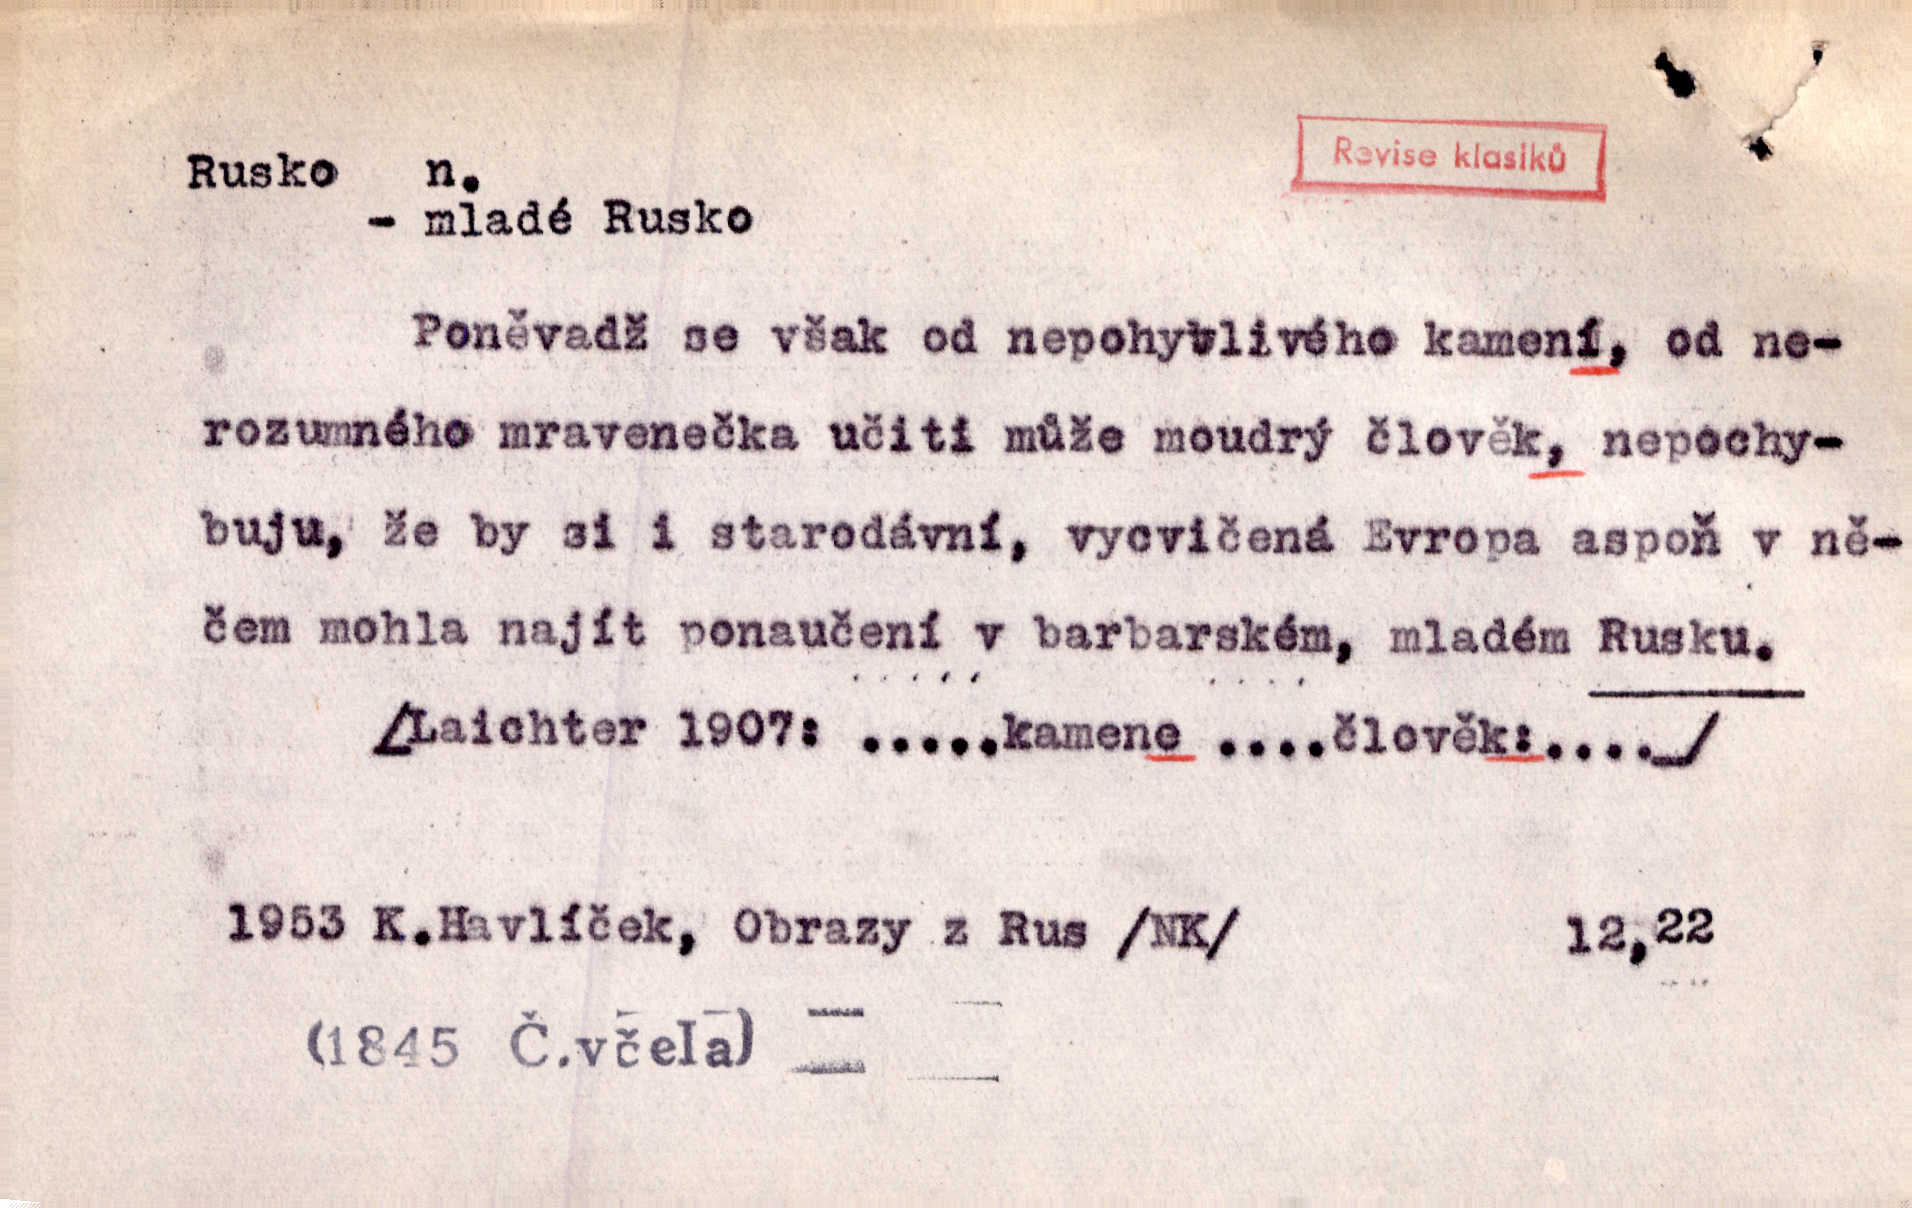 Revise klasiků
Rusko n.
- mladé Rusko
Poněvadž se však od nepohyvlivého kamení, od ne-
rozumného mravenečka učiti může moudrý člověk, nepochy-
buju, že by si i starodávní, vycvičená Evropa aspoň v ně-
čem mohla najít ponaučení v barbarském, mladém Rusku.
/Laichter 1907: .....kamene ....člověk:..../
1953 K.Havlíček, Obrazy z Rus /NK/ 12,22
(1845 Č.včela)